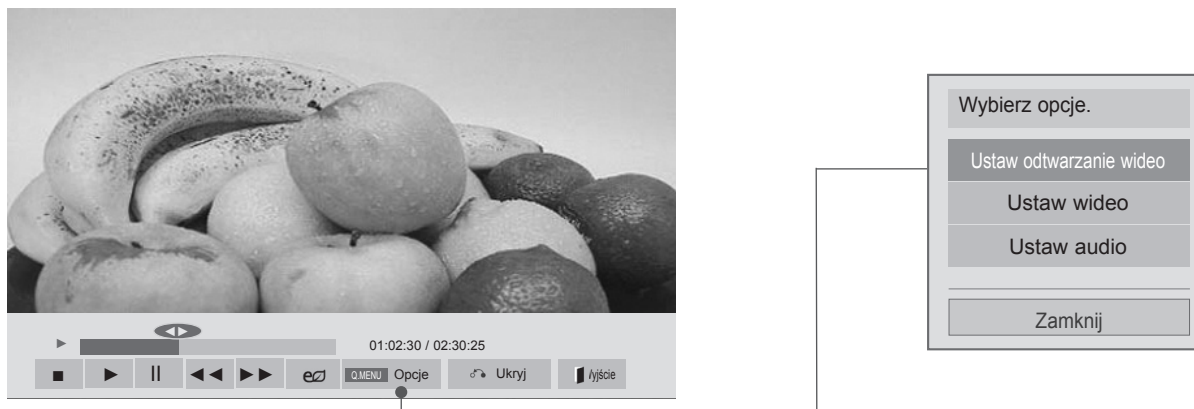 01:02:30 / 02:30:25
Q.MENU Opcje
Ukryj
Wybierz opcje.
Ustaw odtwarzanie wideo
Ustaw wideo
Ustaw audio
Zamknij